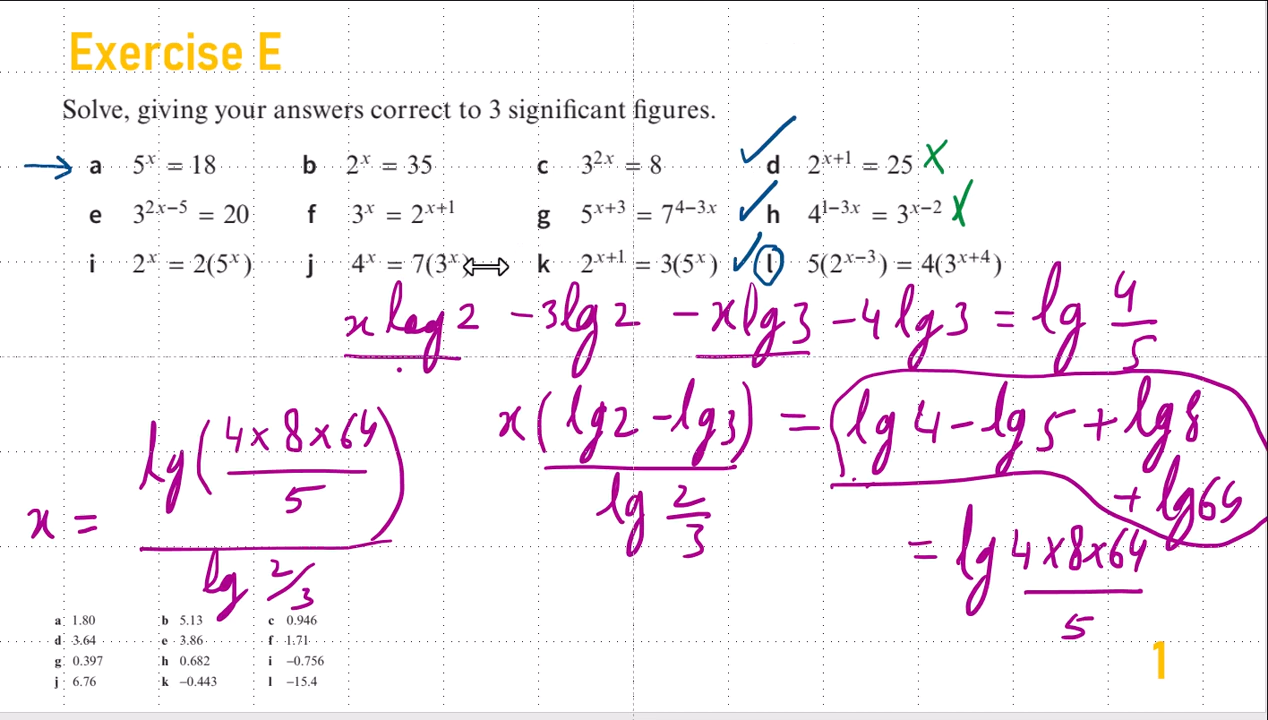 Exercise E
Solve, giving your answers correct to 3 significant figures.
a 5^x = 18 b 2^x = 35 c 3^{2x} = 8 d 2^{x+1} = 25 X
e 3^{2x−5} = 20 f 3^x = 2^{x+1} g 5^{x+3} = 7^{4−3x} h 4^{1−3x} = 3^{x−2} X
i 2^x = 2(5^x) j 4^x = 7(3^x) k 2^{x+1} = 3(5^x) l 5(2^{x−3}) = 4(3^{x+4})
x log 2 − 3lg 2 − x lg 3 − 4 lg 3 = lg 4/5
x(lg 2 − lg 3) = lg 4 − lg 5 + lg 8
+ lg 64
lg 2/3
= lg 4×8×64/5
x = lg(4×8×64/5) / lg 2/3
a 1.80 b 5.13 c 0.946
d 3.64 e 3.86 f 1.71
g 0.397 h 0.682 i −0.756
j 6.76 k −0.443 l −15.4
1